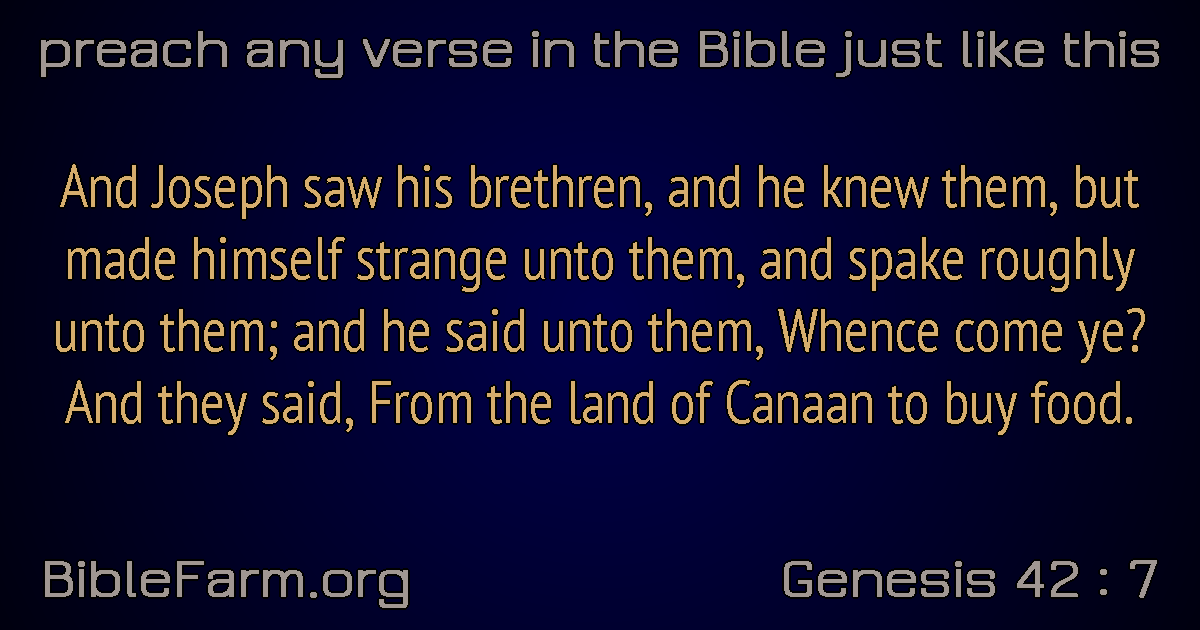 preach any verse in the Bible just like this
And Joseph saw his brethren, and he knew them, but
made himself strange unto them, and spake roughly
unto them; and he said unto them, Whence come ye?
And they said, From the land of Canaan to buy food.
BibleFarm.org
Genesis 42 : 7